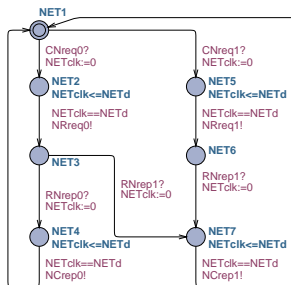 NET1
CNreq0?
NETclk:=0
CNreq1?
NETclk:=0
NET2
NETclk<=NETd
NET5
NETclk<=NETd
NETclk==NETd
NRreq0!
NETclk==NETd
NRreq1!
NET3
NET6
RNrep0?
NETclk:=0
RNrep1?
NETclk:=0
RNrep1?
NETclk:=0
NET4
NETclk<=NETd
NET7
NETclk<=NETd
NETclk==NETd
NCrep0!
NETclk==NETd
NCrep1!